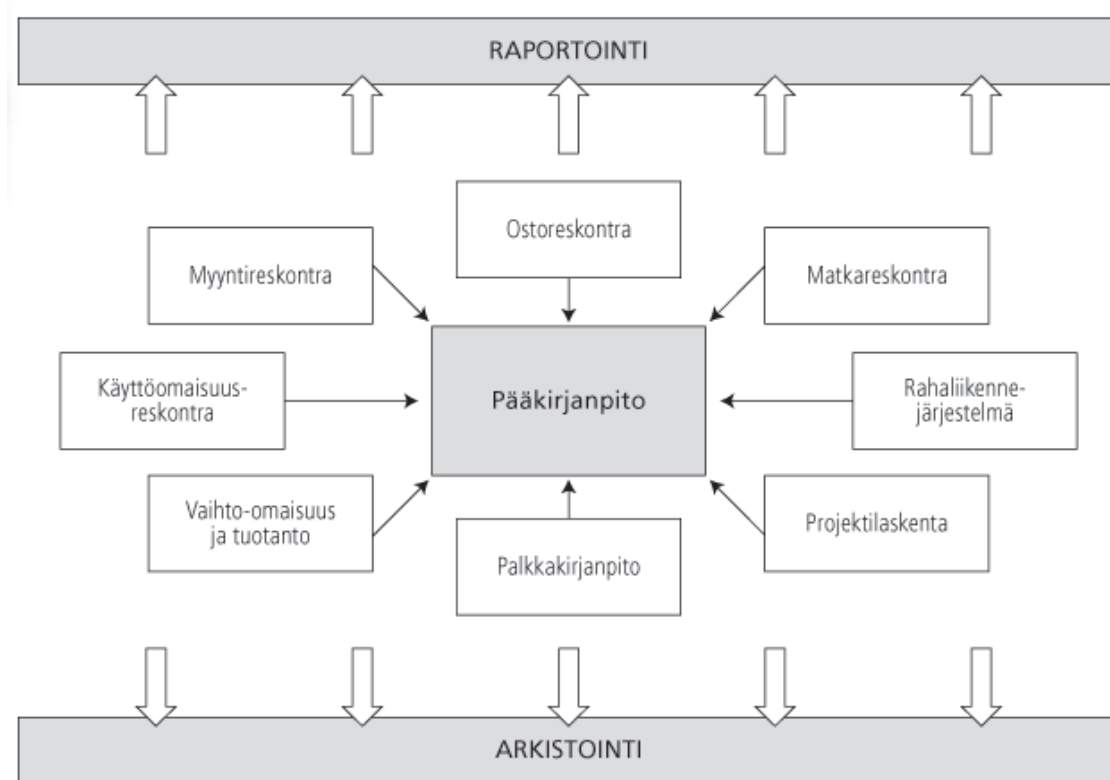 RAPORTOINTI
Ostoreskontra
Myyntireskontra
Matkareskontra
Käyttöomaisuus-
reskontra
Pääkirjanpito
Rahaliikenne-
järjestelmä
Vaihto-omaisuus
ja tuotanto
Palkkakirjanpito
Projektilaskenta
ARKISTOINTI